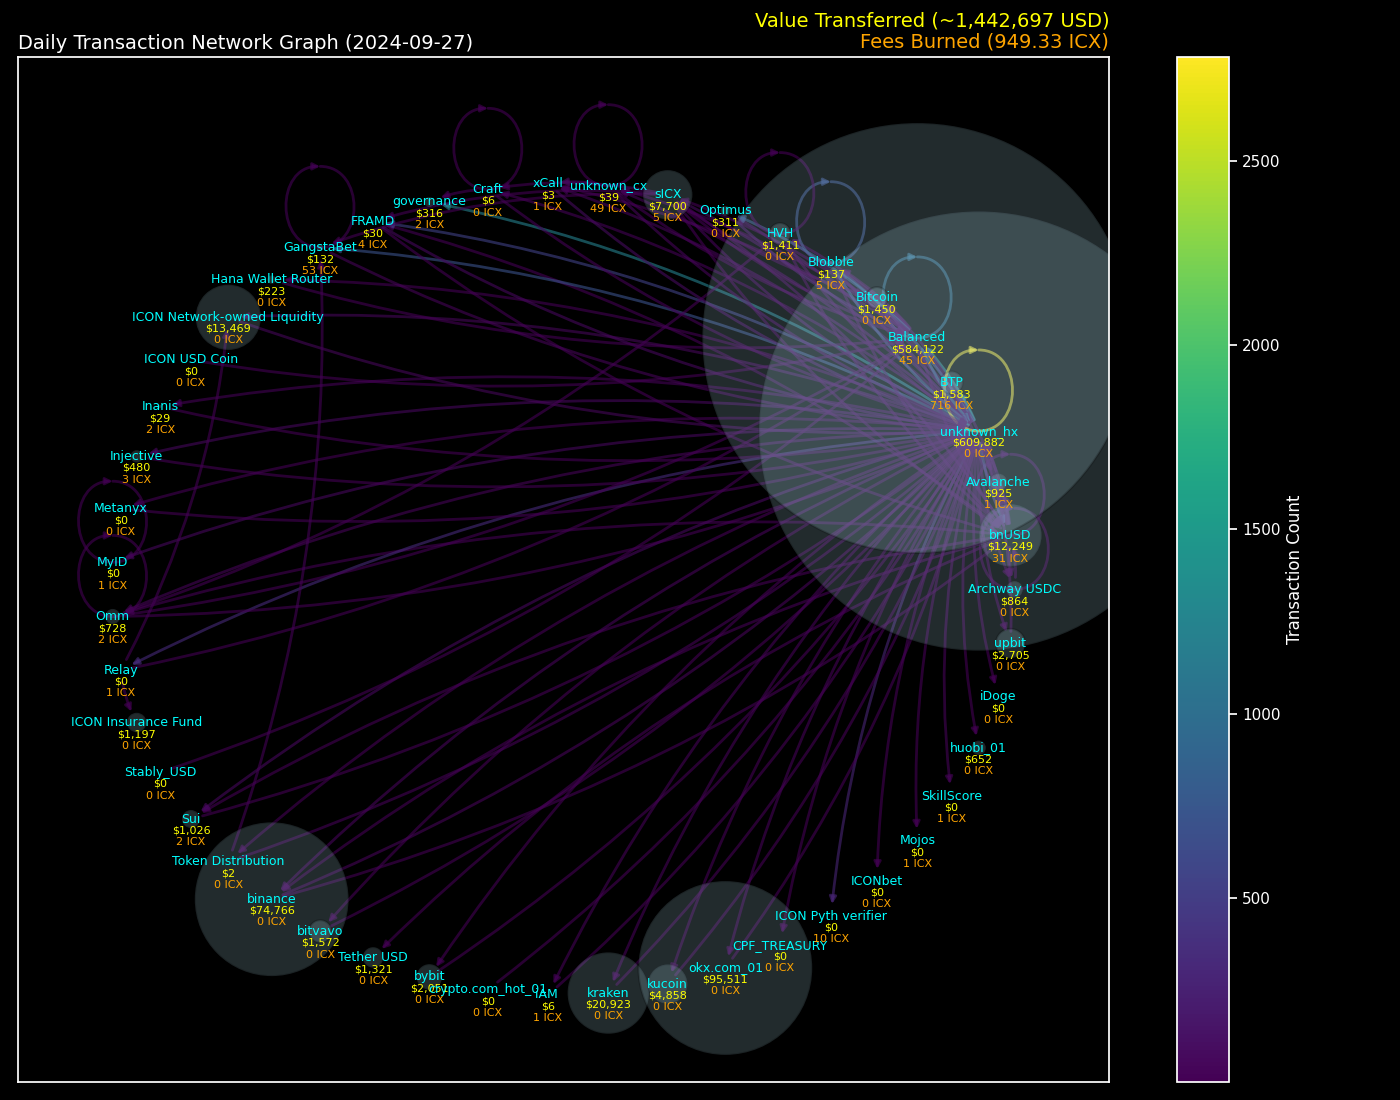 Value Transferred (~1,442,697 USD)
Daily Transaction Network Graph (2024-09-27)
Fees Burned (949.33 ICX)
Craft
$6
0 ICX
xCall
$3
1 ICX
unknown_cx
$39
49 ICX
sICX
$7,700
5 ICX
governance
$316
2 ICX
Optimus
$311
0 ICX
FRAMD
$30
4 ICX
HVH
$1,411
0 ICX
GangstaBet
$132
53 ICX
Blobble
$137
5 ICX
Hana Wallet Router
$223
0 ICX
Bitcoin
$1,450
0 ICX
ICON Network-owned Liquidity
$13,469
0 ICX
Balanced
$584,122
45 ICX
ICON USD Coin
$0
0 ICX
BTP
$1,583
716 ICX
Inanis
$29
2 ICX
unknown_hx
$609,882
0 ICX
Injective
$480
3 ICX
Avalanche
$925
1 ICX
Metanyx
$0
0 ICX
bnUSD
$12,249
31 ICX
MyID
$0
1 ICX
Archway USDC
$864
0 ICX
Omm
$728
2 ICX
upbit
$2,705
0 ICX
Relay
$0
1 ICX
iDoge
$0
0 ICX
ICON Insurance Fund
$1,197
0 ICX
huobi_01
$652
0 ICX
Stably_USD
$0
0 ICX
SkillScore
$0
1 ICX
Sui
$1,026
2 ICX
Mojos
$0
1 ICX
Token Distribution
$2
0 ICX
ICONbet
$0
0 ICX
binance
$74,766
0 ICX
ICON Pyth verifier
$0
10 ICX
bitvavo
$1,572
0 ICX
CPF_TREASURY
$0
0 ICX
Tether USD
$1,321
0 ICX
okx.com_01
$95,511
0 ICX
bybit
$2,051
0 ICX
kucoin
$4,858
0 ICX
crypto.com_hot_01
$0
0 ICX
IAM
$6
1 ICX
kraken
$20,923
0 ICX
2500
2000
1500
1000
500
Transaction Count